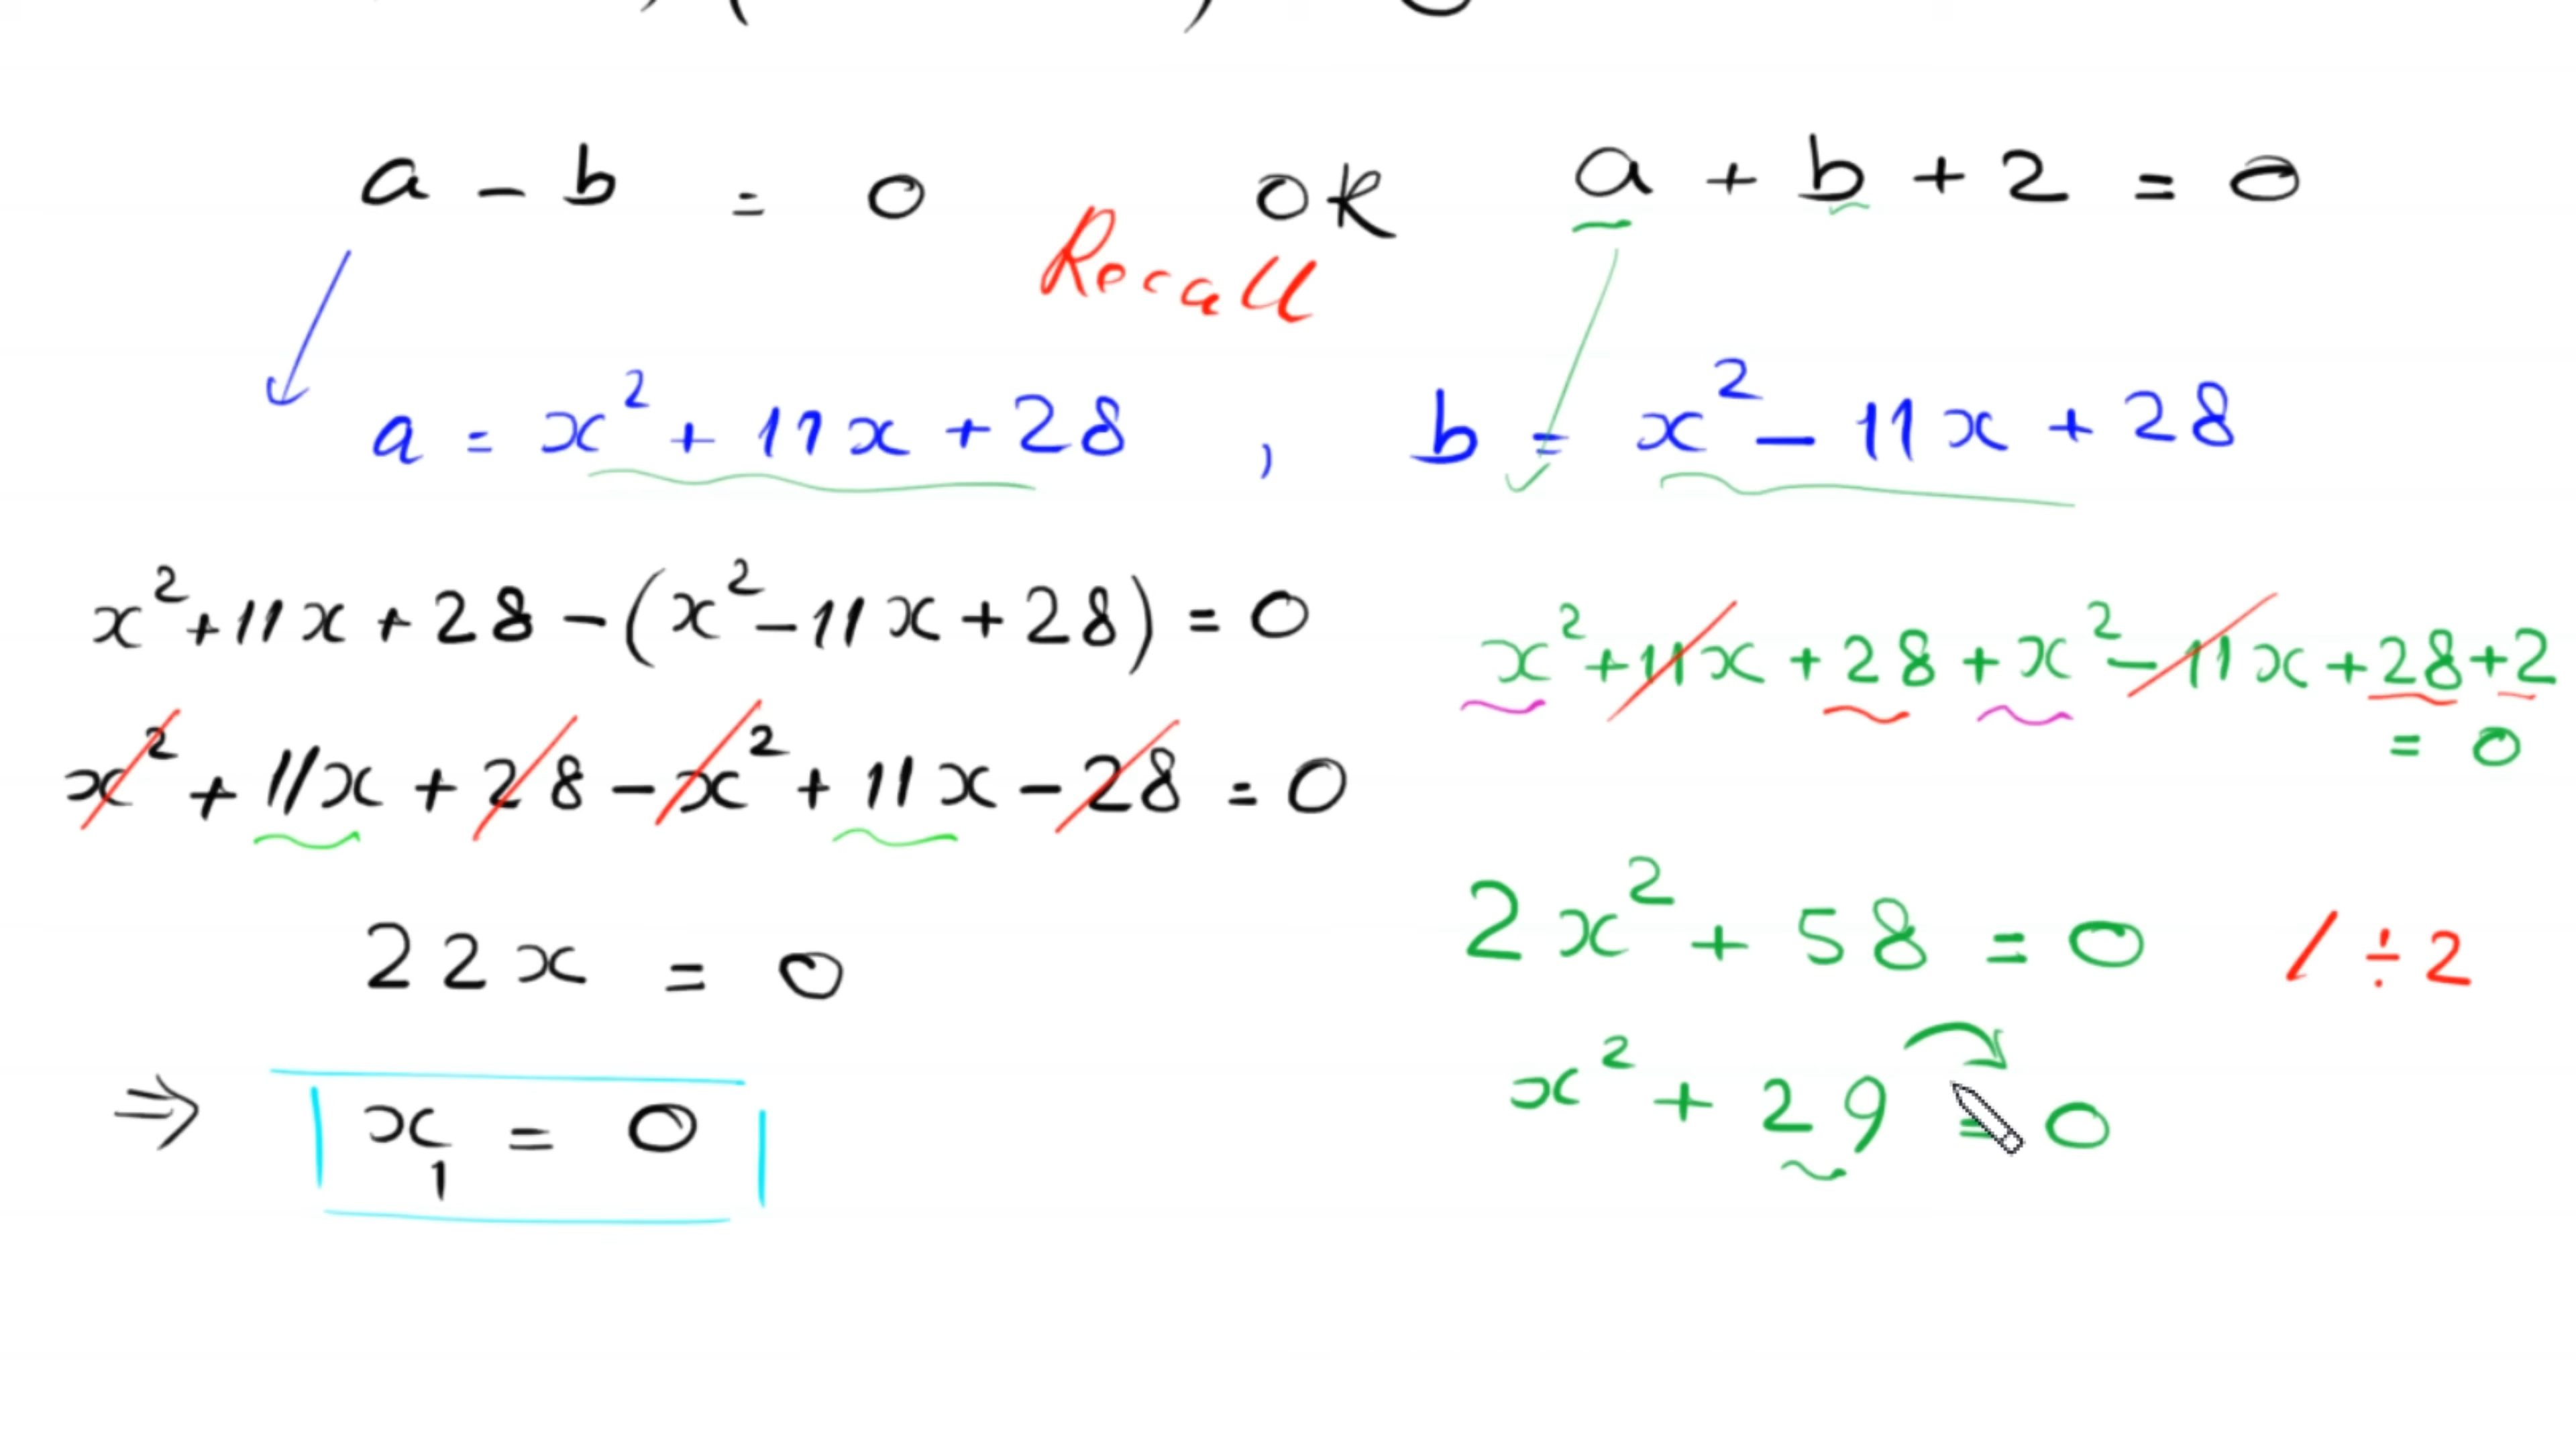 a - b = 0 OR a + b + 2 = 0
Recall
a = x² + 11x + 28 , b = x² - 11x + 28
x² + 11x + 28 - (x² - 11x + 28) = 0
x² + 11x + 28 + x² - 11x + 28 + 2
= 0
x² + 11x + 28 - x² + 11x - 28 = 0
22x = 0
2x² + 58 = 0 / ÷ 2
x² + 29 = 0
⇒ x₁ = 0